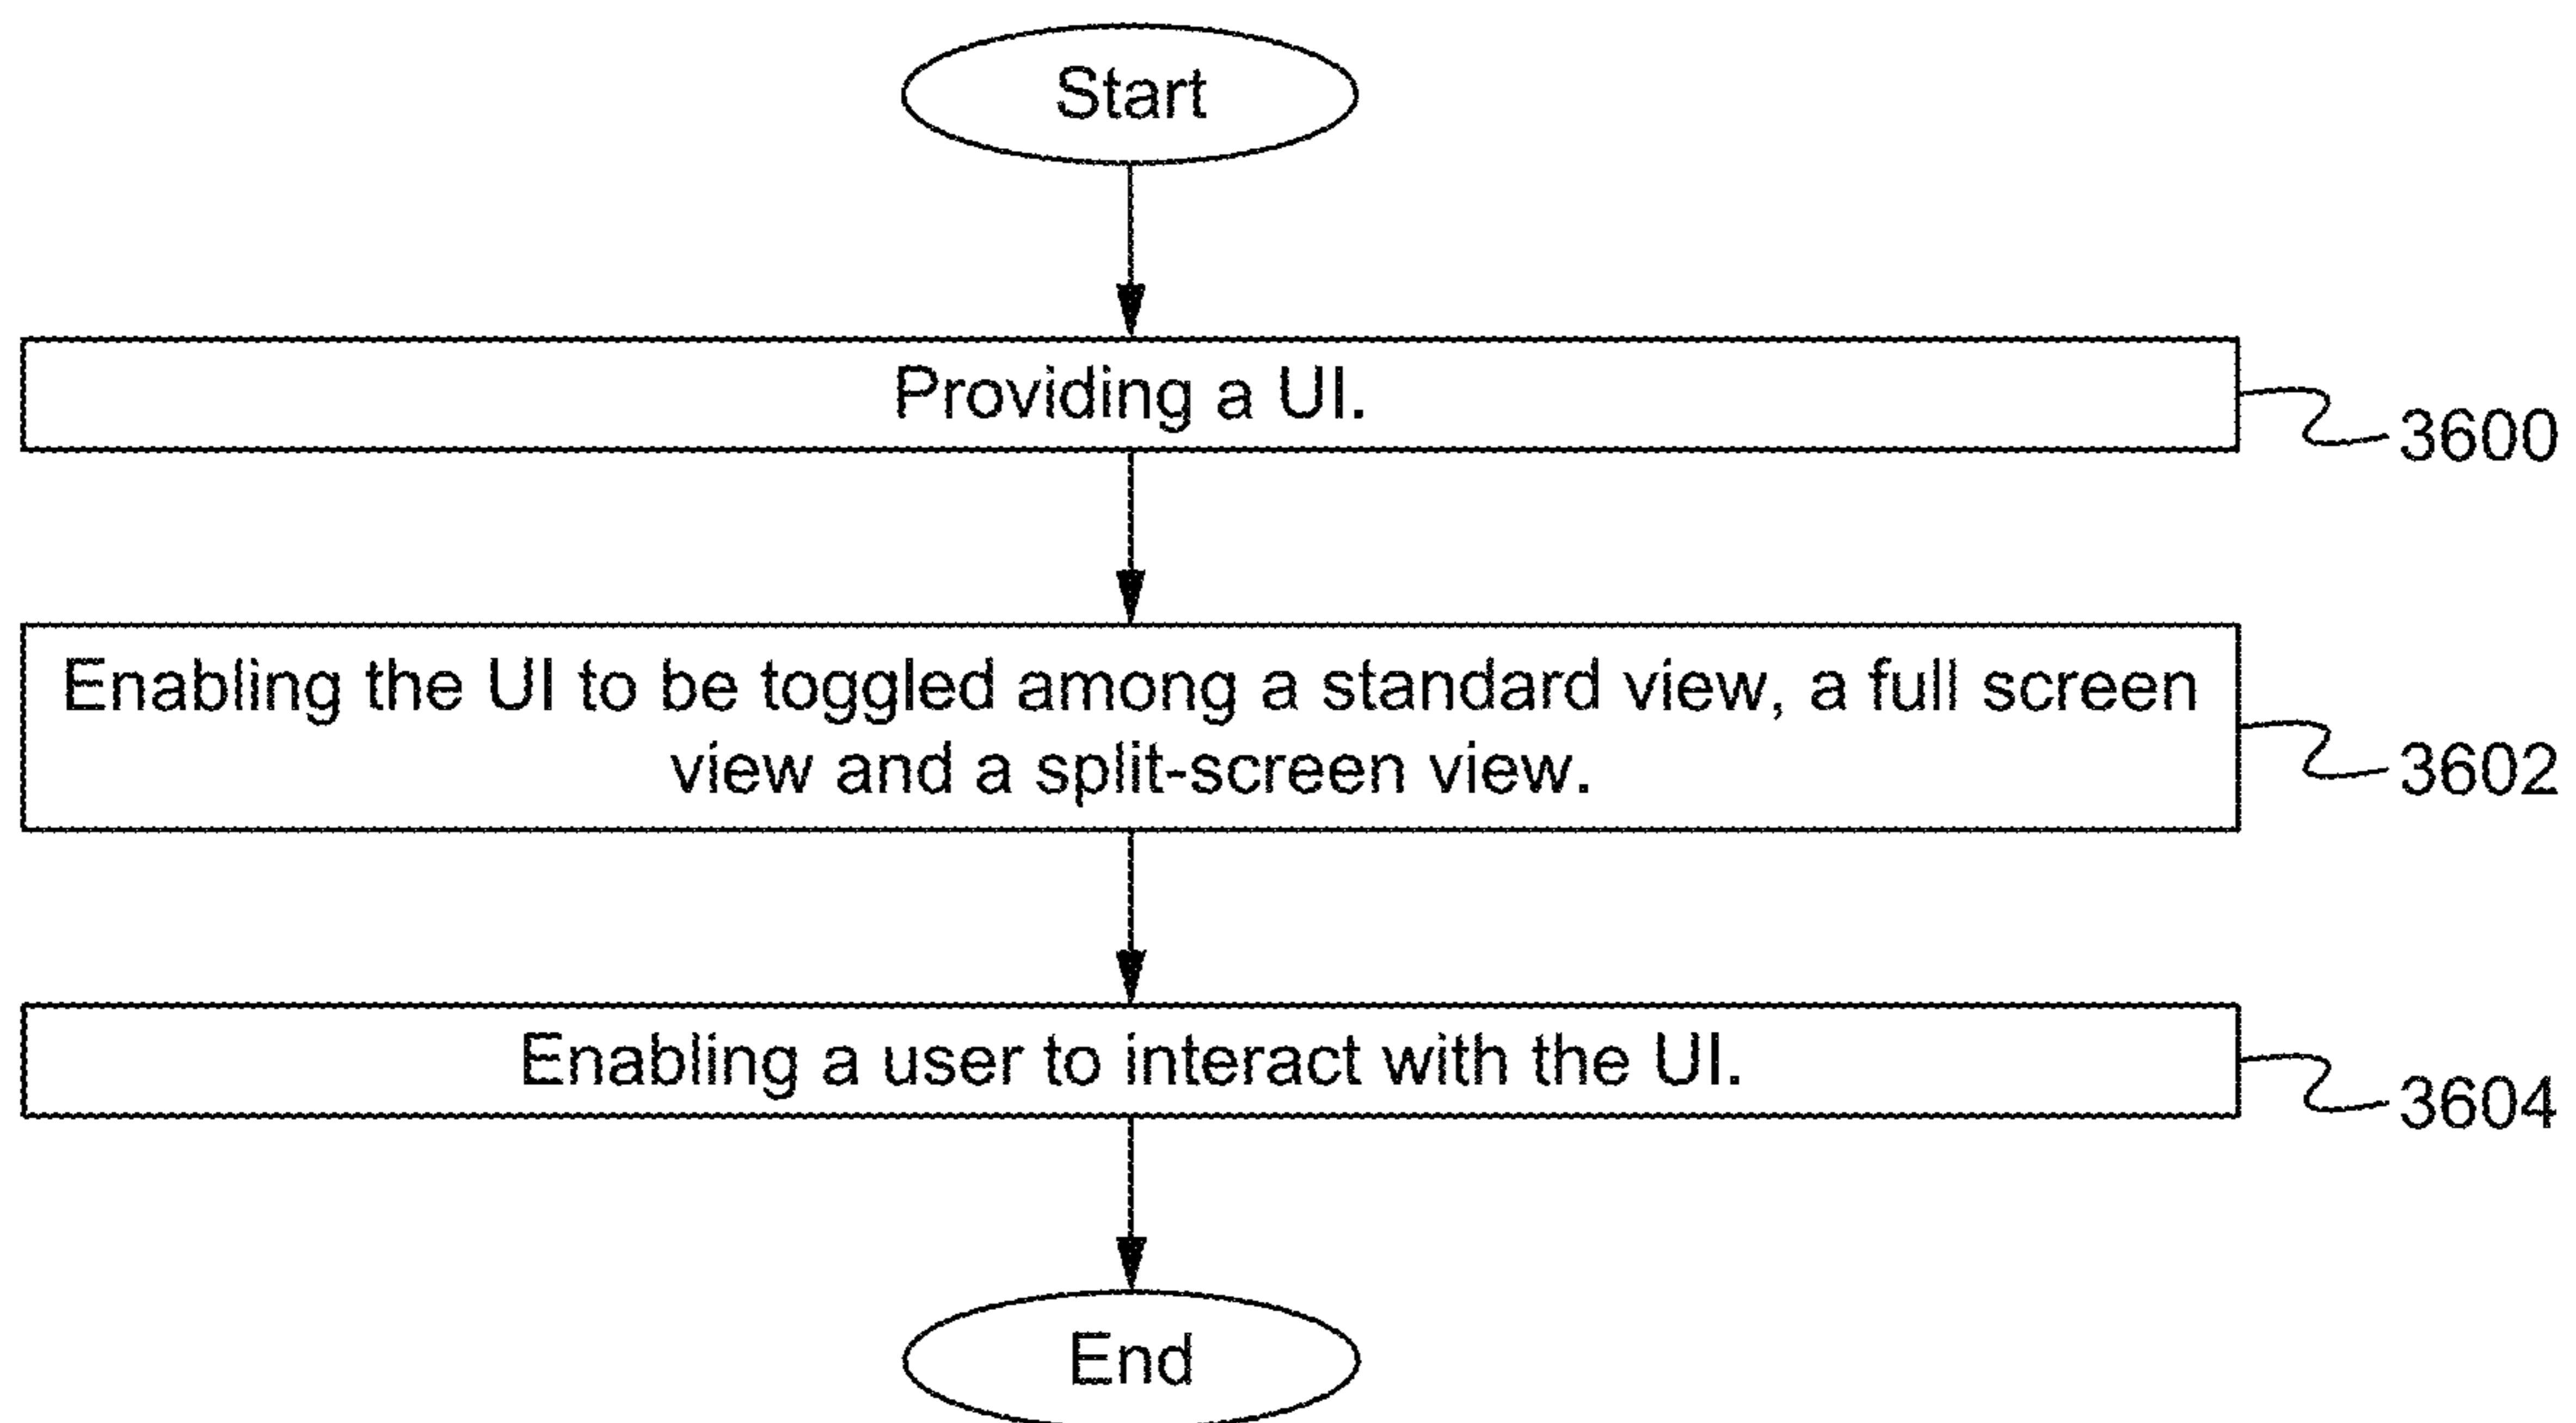 Start
Providing a UI.
3600
Enabling the UI to be toggled among a standard view, a full screen
view and a split-screen view.
3602
Enabling a user to interact with the UI.
3604
End